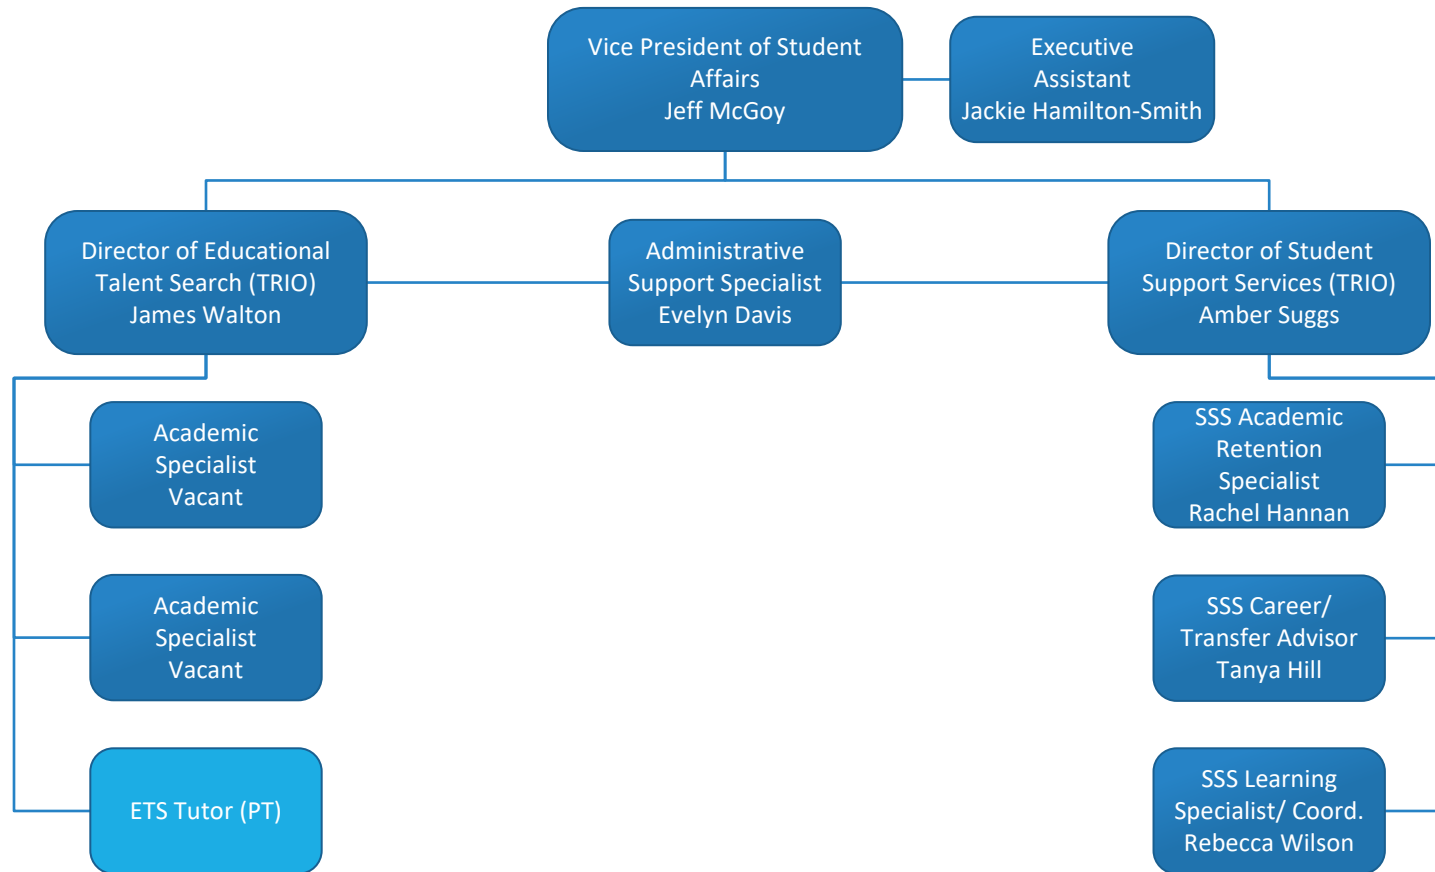 Vice President of Student
Affairs
Jeff McGoy
Executive
Assistant
Jackie Hamilton-Smith
Director of Educational
Talent Search (TRIO)
James Walton
Administrative
Support Specialist
Evelyn Davis
Director of Student
Support Services (TRIO)
Amber Suggs
Academic
Specialist
Vacant
SSS Academic
Retention
Specialist
Rachel Hannan
Academic
Specialist
Vacant
SSS Career/
Transfer Advisor
Tanya Hill
ETS Tutor (PT)
SSS Learning
Specialist/ Coord.
Rebecca Wilson